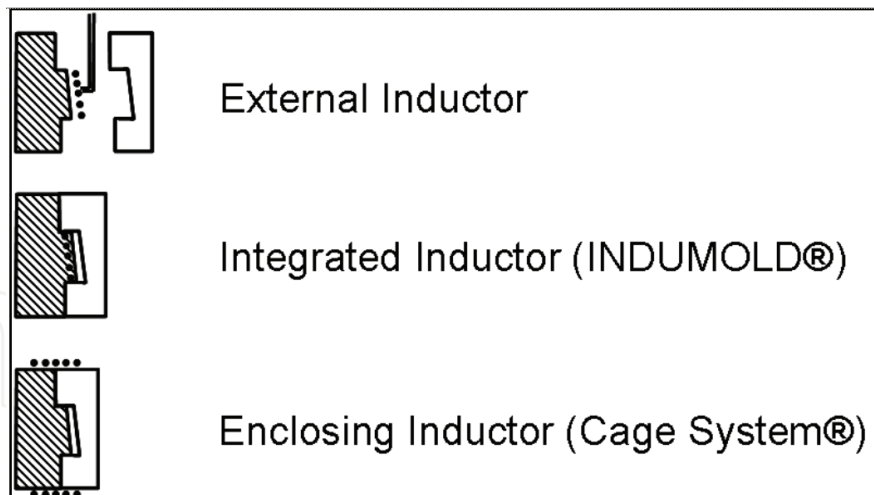 External Inductor
Integrated Inductor (INDUMOLD®)
Enclosing Inductor (Cage System®)